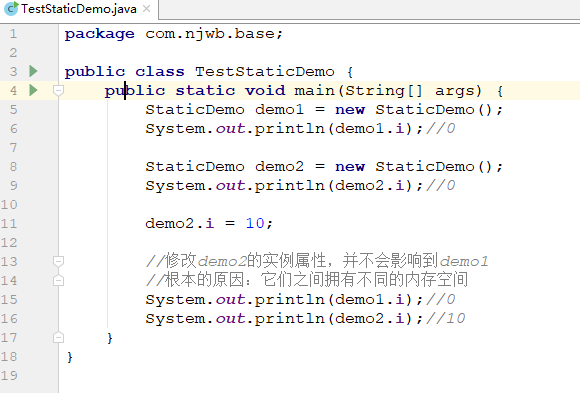 TestStaticDemo.java
1 package com.njwb.base;
2
3 public class TestStaticDemo {
4 public static void main(String[] args) {
5 StaticDemo demo1 = new StaticDemo();
6 System.out.println(demo1.i);//0
7
8 StaticDemo demo2 = new StaticDemo();
9 System.out.println(demo2.i);//0
10
11 demo2.i = 10;
12
13 //修改demo2的实例属性，并不会影响到demo1
14 //根本的原因：它们之间拥有不同的内存空间
15 System.out.println(demo1.i);//0
16 System.out.println(demo2.i);//10
17 }
18 }
19